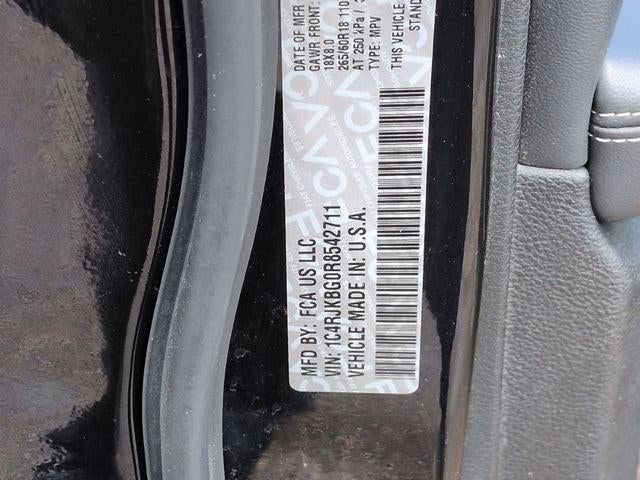 MFD BY: FCA US LLC
VIN: 1C4RJKBG0R8542711
VEHICLE MADE IN: U.S.A.
DATE OF MFR
GAWR FRONT:
18X8.0
265/60R18 110
AT 250 kPa /
TYPE: MPV
THIS VEHICLE
STAND